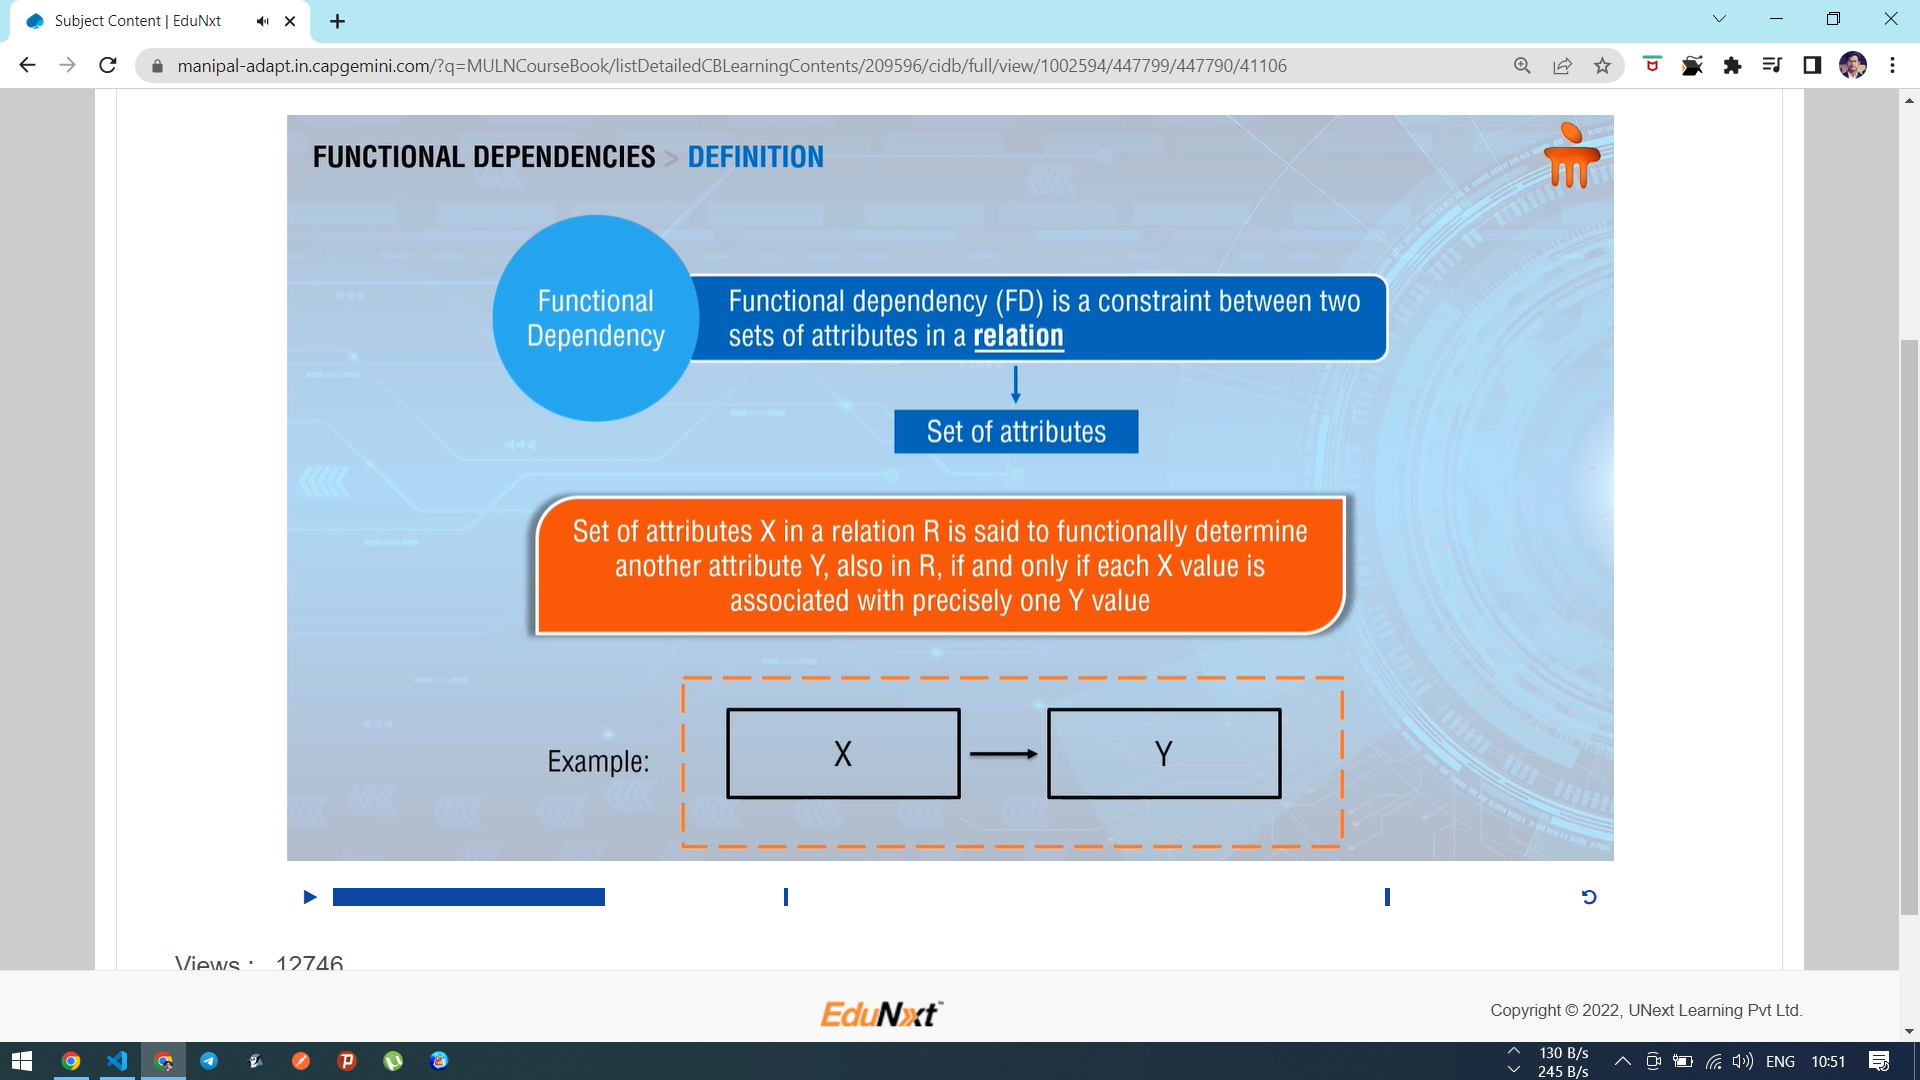 Subject Content | EduNxt
manipal-adapt.in.capgemini.com/?q=MULNCourseBook/listDetailedCBLearningContents/209596/cidb/full/view/1002594/447799/447790/41106
FUNCTIONAL DEPENDENCIES > DEFINITION
Functional
Dependency
Functional dependency (FD) is a constraint between two
sets of attributes in a relation
Set of attributes
Set of attributes X in a relation R is said to functionally determine
another attribute Y, also in R, if and only if each X value is
associated with precisely one Y value
Example:
X
Y
Views : 12746
EduNxt
Copyright © 2022, UNext Learning Pvt Ltd.
130 B/s
245 B/s
ENG
10:51